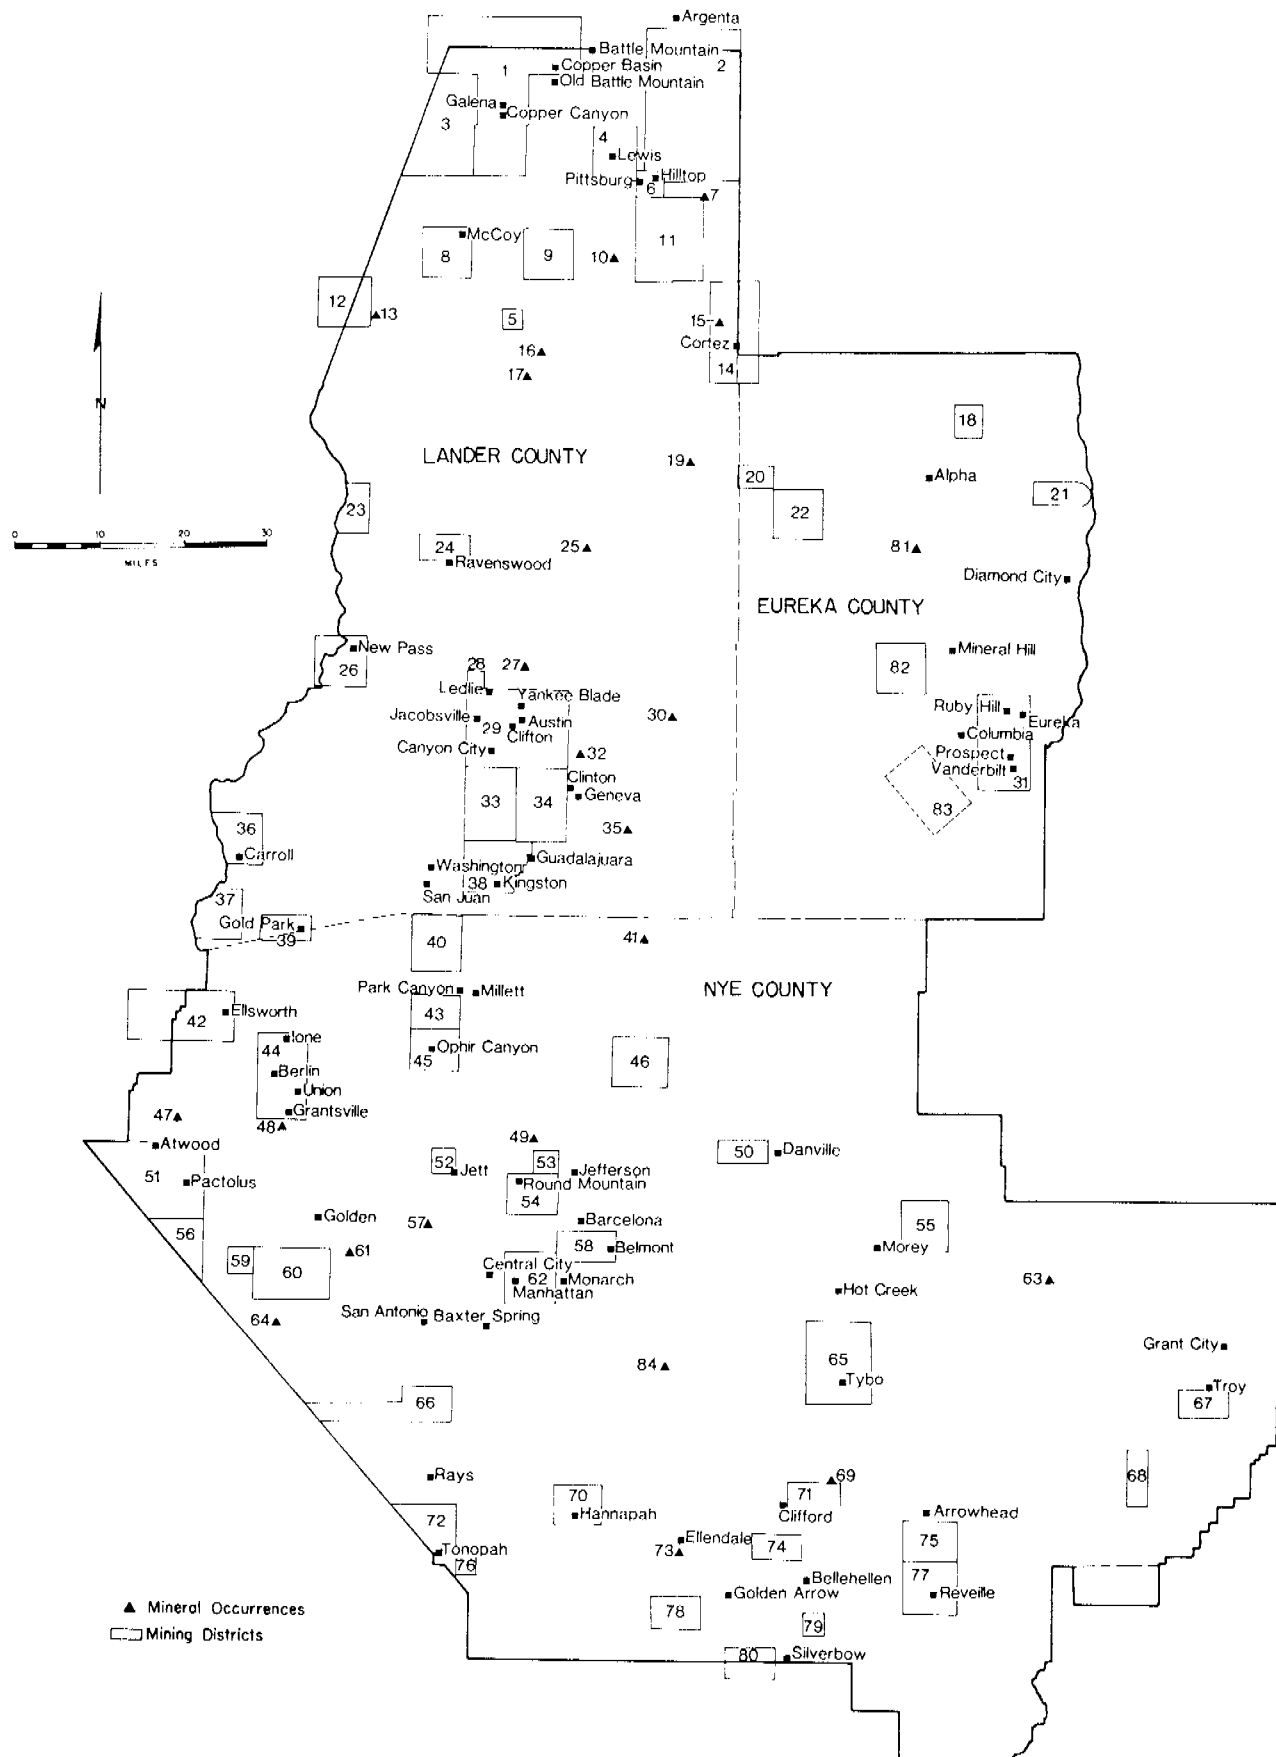 Argenta
Battle Mountain
2
1
Copper Basin
Old Battle Mountain
Galena
Copper Canyon
3
4
Lewis
Pittsburg
Hilltop
6
7
McCoy
8
9
10
11
12
13
5
15
16
Cortez
14
17
N
18
LANDER COUNTY
19
Alpha
20
21
23
22
0 10 20 30
MILES
24
25
81
Ravenswood
Diamond City
EUREKA COUNTY
New Pass
Mineral Hill
26
28
27
82
Ledlie
Yankee Blade
Ruby Hill
Jacobsville
Austin
30
Eureka
29
Clifton
Columbia
Canyon City
32
Prospect
Vanderbilt
31
Clinton
33
34
Geneva
83
36
35
Carroll
Guadalajuara
Washington
38
Kingston
San Juan
37
Gold Park
39
40
41
Park Canyon
Millett
NYE COUNTY
42
Ellsworth
43
Ione
44
45
Ophir Canyon
46
Berlin
Union
Grantsville
47
48
49
Atwood
50
Danville
52
53
Jett
Jefferson
51
Pactolus
Round Mountain
54
Golden
57
Barcelona
55
56
61
58
Belmont
Morey
59
60
Central City
62
Monarch
Manhattan
63
Hot Creek
San Antonio
Baxter Spring
64
Grant City
84
65
Tybo
Troy
66
67
Rays
69
68
70
71
Hannapah
Clifford
Arrowhead
72
Ellendale
75
Tonopah
73
74
76
Bellehellen
77
Golden Arrow
Reveille
78
79
Mineral Occurrences
Mining Districts
80
Silverbow